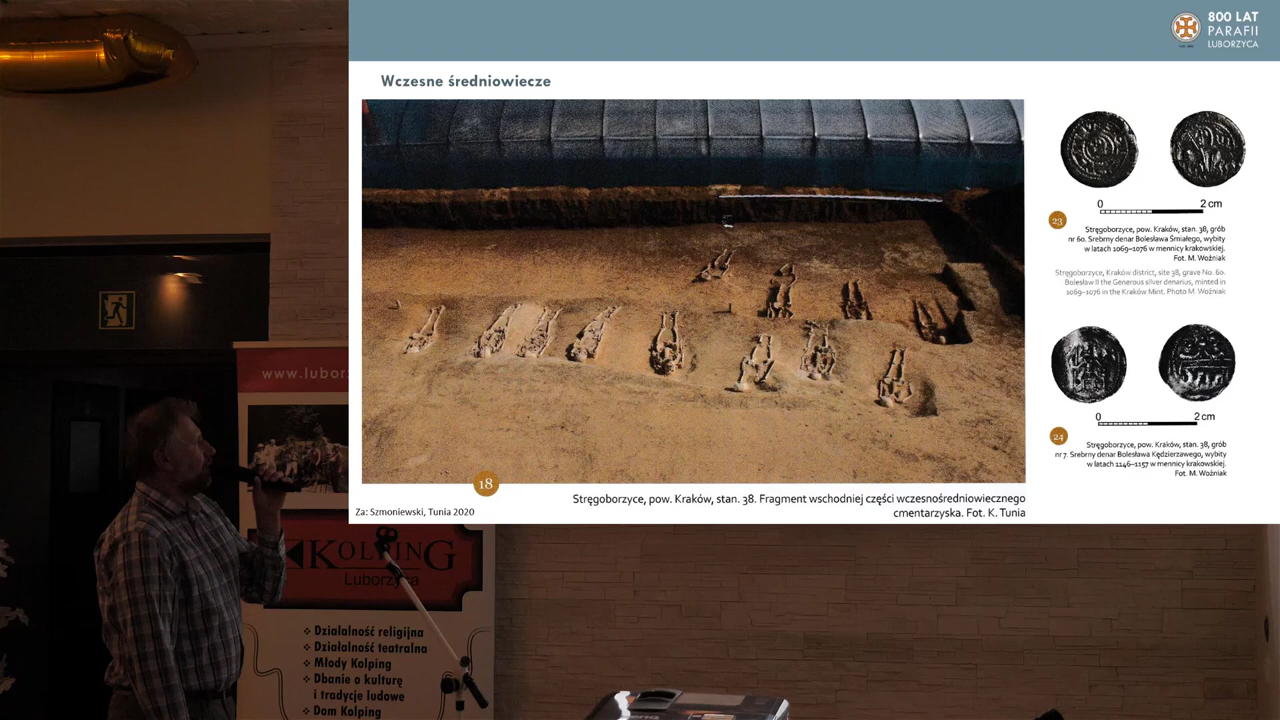 800 LAT
PARAFII
LUBORZYCA
Wczesne średniowiecze
0 2 cm
23
Stręgoborzyce, pow. Kraków, stan. 38, grób
nr 60. Srebrny denar Bolesława Śmiałego, wybity
w latach 1069–1076 w mennicy krakowskiej.
Fot. M. Woźniak
Stręgoborzyce, Kraków district, site 38, grave No. 60.
Bolesław II the Generous silver denarius, minted in
1069–1076 in the Kraków Mint. Photo M. Woźniak
0 2 cm
24
Stręgoborzyce, pow. Kraków, stan. 38, grób
nr 7. Srebrny denar Bolesława Kędzierzawego, wybity
w latach 1146–1157 w mennicy krakowskiej.
Fot. M. Woźniak
18
Stręgoborzyce, pow. Kraków, stan. 38. Fragment wschodniej części wczesnośredniowiecznego
cmentarzyska. Fot. K. Tunia
Za: Szmoniewski, Tunia 2020
www.lubor
KOLPING
Luborzyca
Działalność religijna
Działalność teatralna
Młody Kolping
Dbanie o kulturę
i tradycje ludowe
Dom Kolping